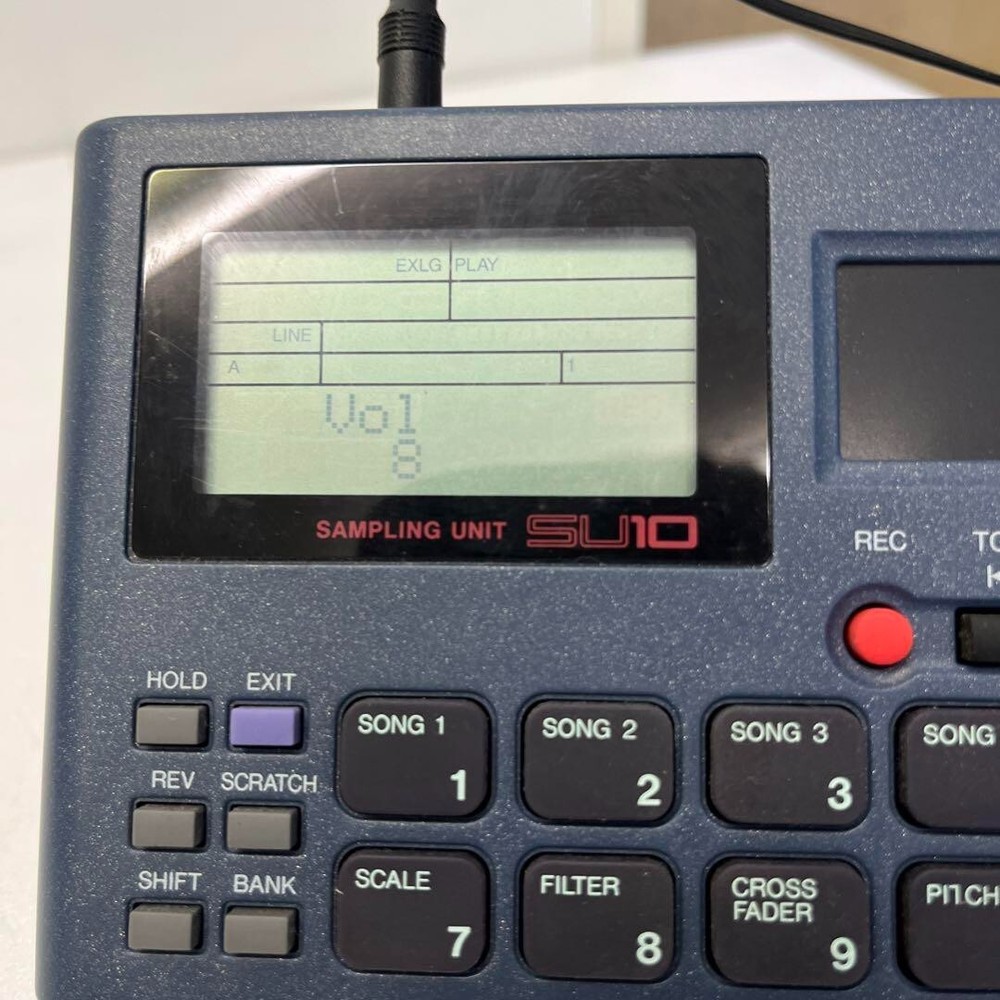 EXLG PLAY
LINE
A 1
Vol
8
SAMPLING UNIT SU10
REC
HOLD EXIT
SONG 1 SONG 2 SONG 3 SONG
1 2 3
REV SCRATCH
SHIFT BANK
SCALE FILTER CROSS FADER PITCH
7 8 9